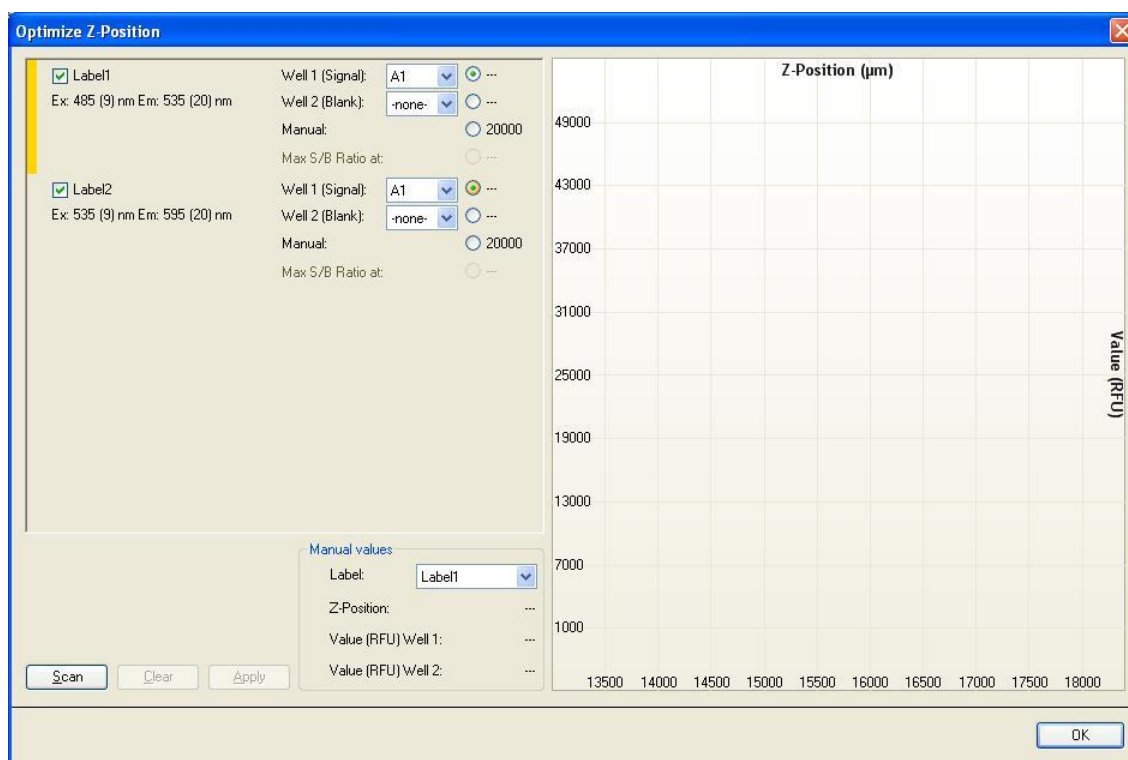 Optimize Z-Position
Label1
Well 1 (Signal): A1 ---
Ex: 485 (9) nm Em: 535 (20) nm
Well 2 (Blank): -none- ---
Manual: 20000
Max S/B Ratio at: ---
Label2
Well 1 (Signal): A1 ---
Ex: 535 (9) nm Em: 595 (20) nm
Well 2 (Blank): -none- ---
Manual: 20000
Max S/B Ratio at: ---
Manual values
Label: Label1
Z-Position: ---
Value (RFU) Well 1: ---
Value (RFU) Well 2: ---
Scan Clear Apply
Z-Position (µm)
49000
43000
37000
31000
25000
19000
13000
7000
1000
Value (RFU)
13500 14000 14500 15000 15500 16000 16500 17000 17500 18000
OK